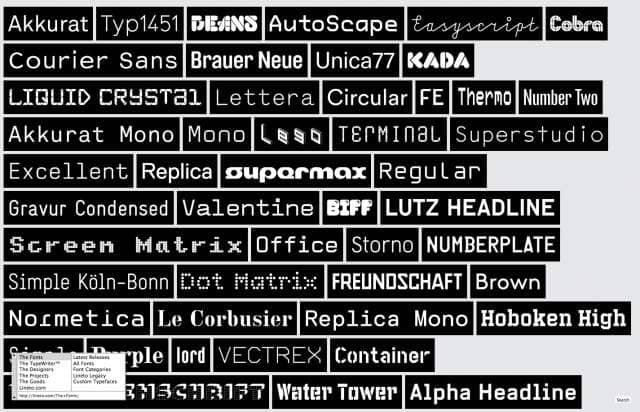 Akkurat Typ1451 BEANS AutoScape Easyscript Cobra
Courier Sans Brauer Neue Unica77 KADA
LIQUID CRYSTAL Lettera Circular FE Thermo Number Two
Akkurat Mono Mono Lego TERMINAL Superstudio
Excellent Replica supermax Regular
Gravur Condensed Valentine BIFF LUTZ HEADLINE
Screen Matrix Office Storno NUMBERPLATE
Simple Köln-Bonn Dot Matrix FREUNDSCHAFT Brown
Normetica Le Corbusier Replica Mono Hoboken High
Simple Purple lord VECTREX Container
Water Tower Alpha Headline
The Fonts Latest Releases
The TypeWriter™ All Fonts
The Designers Font Categories
The Projects Lineto Legacy
The Goods Custom Typefaces
Lineto.com
http://lineto.com/The+Fonts/
Search